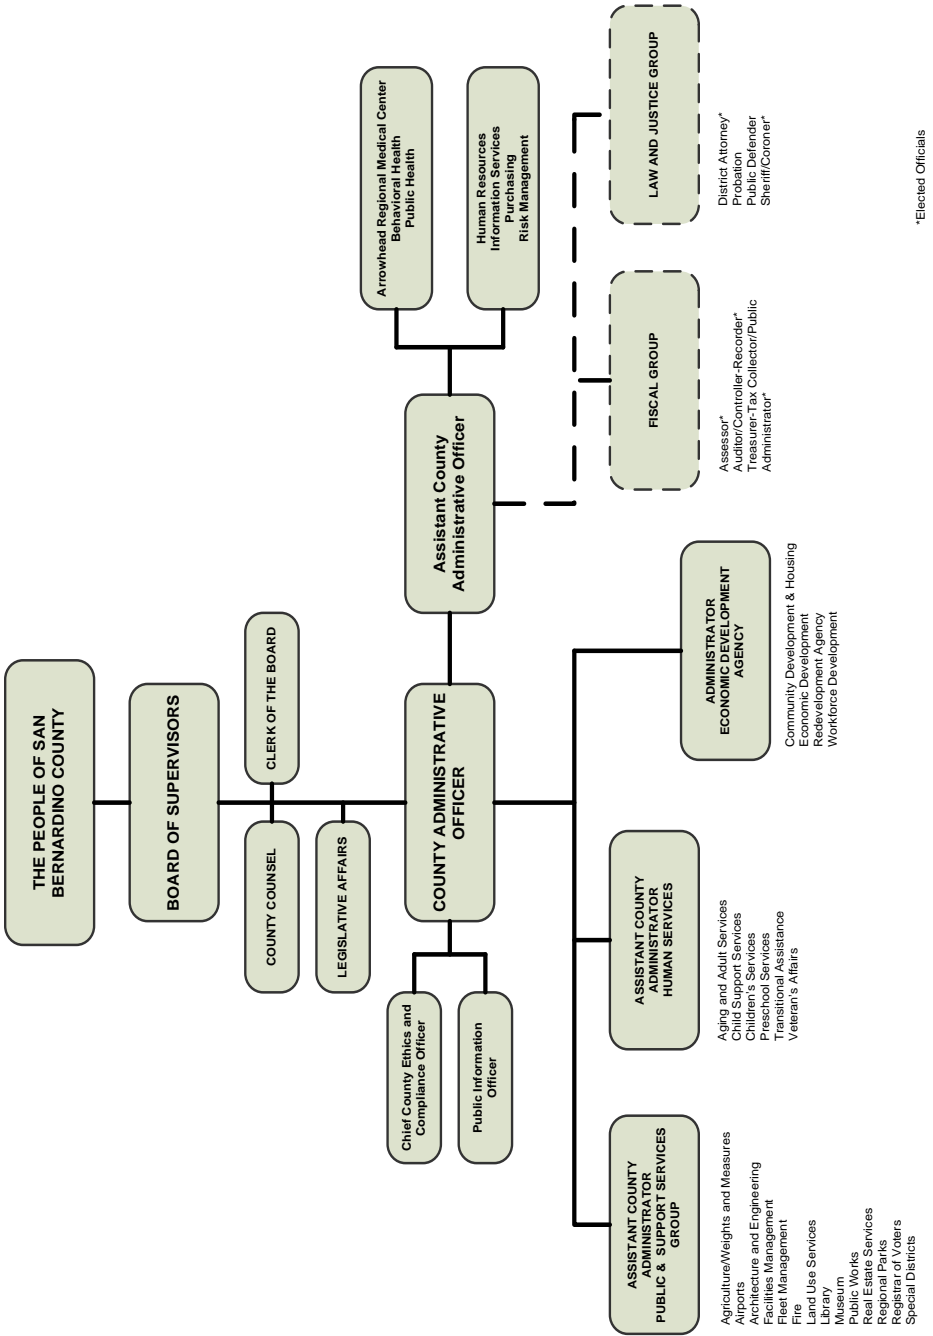 THE PEOPLE OF SAN
BERNARDINO COUNTY
BOARD OF SUPERVISORS
COUNTY COUNSEL
CLERK OF THE BOARD
LEGISLATIVE AFFAIRS
Chief County Ethics and
Compliance Officer
Public Information
Officer
COUNTY ADMINISTRATIVE
OFFICER
Assistant County
Administrative Officer
Arrowhead Regional Medical Center
Behavioral Health
Public Health
Human Resources
Information Services
Purchasing
Risk Management
ASSISTANT COUNTY
ADMINISTRATOR
PUBLIC & SUPPORT SERVICES
GROUP
Agriculture/Weights and Measures
Airports
Architecture and Engineering
Facilities Management
Fleet Management
Fire
Land Use Services
Library
Museum
Public Works
Real Estate Services
Regional Parks
Registrar of Voters
Special Districts
ASSISTANT COUNTY
ADMINISTRATOR
HUMAN SERVICES
Aging and Adult Services
Child Support Services
Children's Services
Preschool Services
Transitional Assistance
Veteran's Affairs
ADMINISTRATOR
ECONOMIC DEVELOPMENT
AGENCY
Community Development & Housing
Economic Development
Redevelopment Agency
Workforce Development
FISCAL GROUP
Assessor*
Auditor/Controller-Recorder*
Treasurer-Tax Collector/Public
Administrator*
LAW AND JUSTICE GROUP
District Attorney*
Probation
Public Defender
Sheriff/Coroner*
*Elected Officials